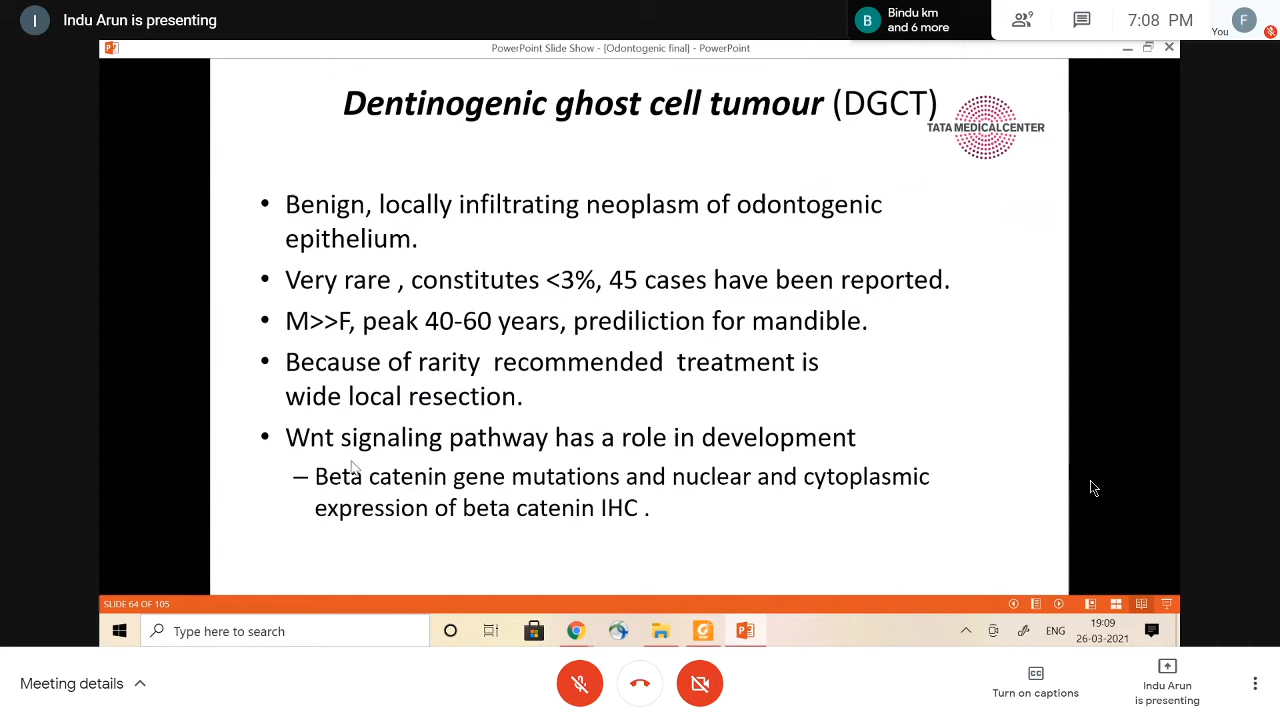 I Indu Arun is presenting
B Bindu km
and 6 more
9
7:08 PM
F
You
PowerPoint Slide Show - [Odontogenic final] - PowerPoint
Dentinogenic ghost cell tumour (DGCT)
TATA MEDICAL CENTER
• Benign, locally infiltrating neoplasm of odontogenic
epithelium.
• Very rare , constitutes <3%, 45 cases have been reported.
• M>>F, peak 40-60 years, prediliction for mandible.
• Because of rarity recommended treatment is
wide local resection.
• Wnt signaling pathway has a role in development
– Beta catenin gene mutations and nuclear and cytoplasmic
expression of beta catenin IHC .
SLIDE 64 OF 105
Type here to search
ENG
19:09
26-03-2021
Meeting details
CC
Turn on captions
Indu Arun
is presenting